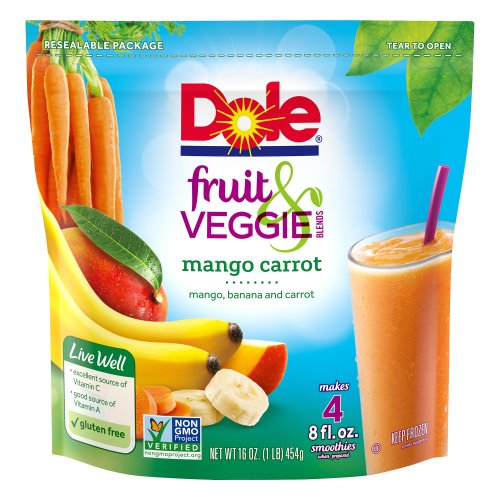 RESEALABLE PACKAGE
TEAR TO OPEN
Dole®
fruit &
VEGGIE
BLENDS
mango carrot
mango, banana and carrot
Live Well
• excellent source of
Vitamin C
• good source of
Vitamin A
✓ gluten free
NON
GMO
Project
VERIFIED
nongmoproject.org
makes
4
8 fl. oz.
smoothies
when prepared
KEEP FROZEN
NET WT 16 OZ. (1 LB) 454g